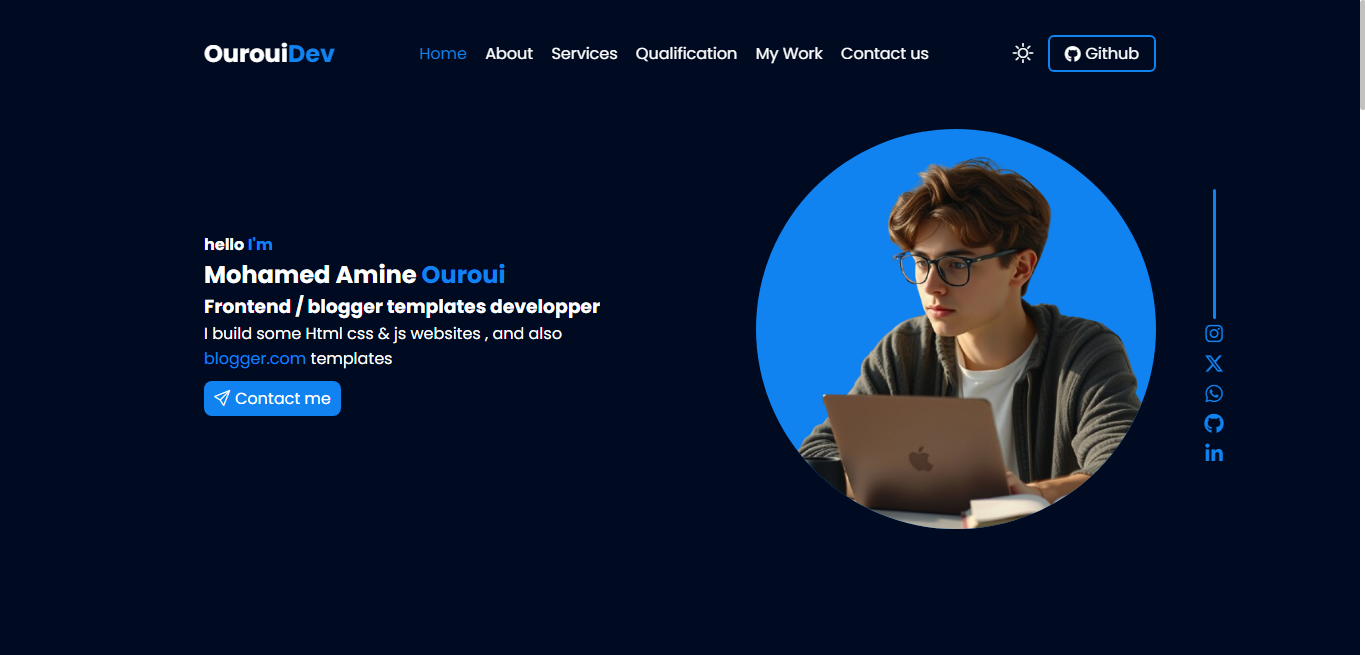 OurouiDev
Home About Services Qualification My Work Contact us
Github
hello I'm
Mohamed Amine Ouroui
Frontend / blogger templates developper
I build some Html css & js websites , and also
blogger.com templates
Contact me